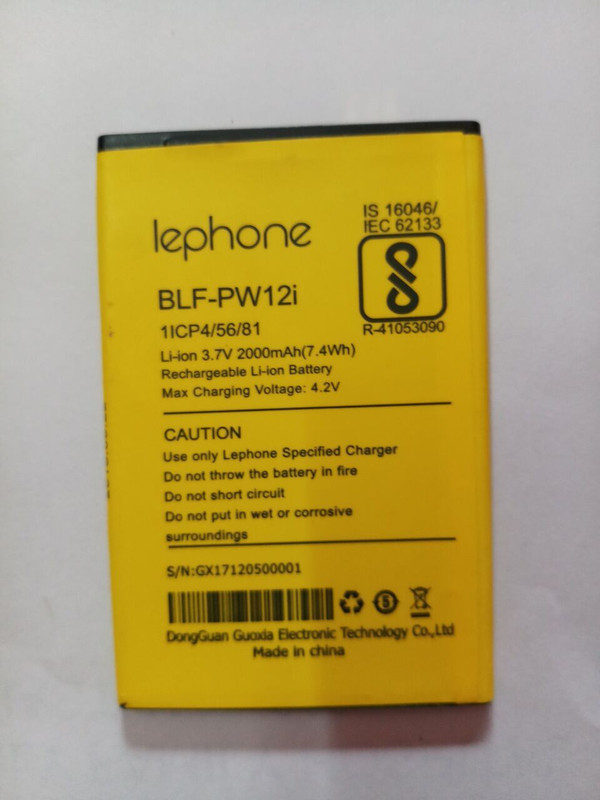 lephone
IS 16046/
IEC 62133
R-41053090
BLF-PW12i
1ICP4/56/81
Li-ion 3.7V 2000mAh(7.4Wh)
Rechargeable Li-ion Battery
Max Charging Voltage: 4.2V
CAUTION
Use only Lephone Specified Charger
Do not throw the battery in fire
Do not short circuit
Do not put in wet or corrosive
surroundings
S/N:GX17120500001
5
DongGuan Guoxia Electronic Technology Co.,Ltd
Made in china